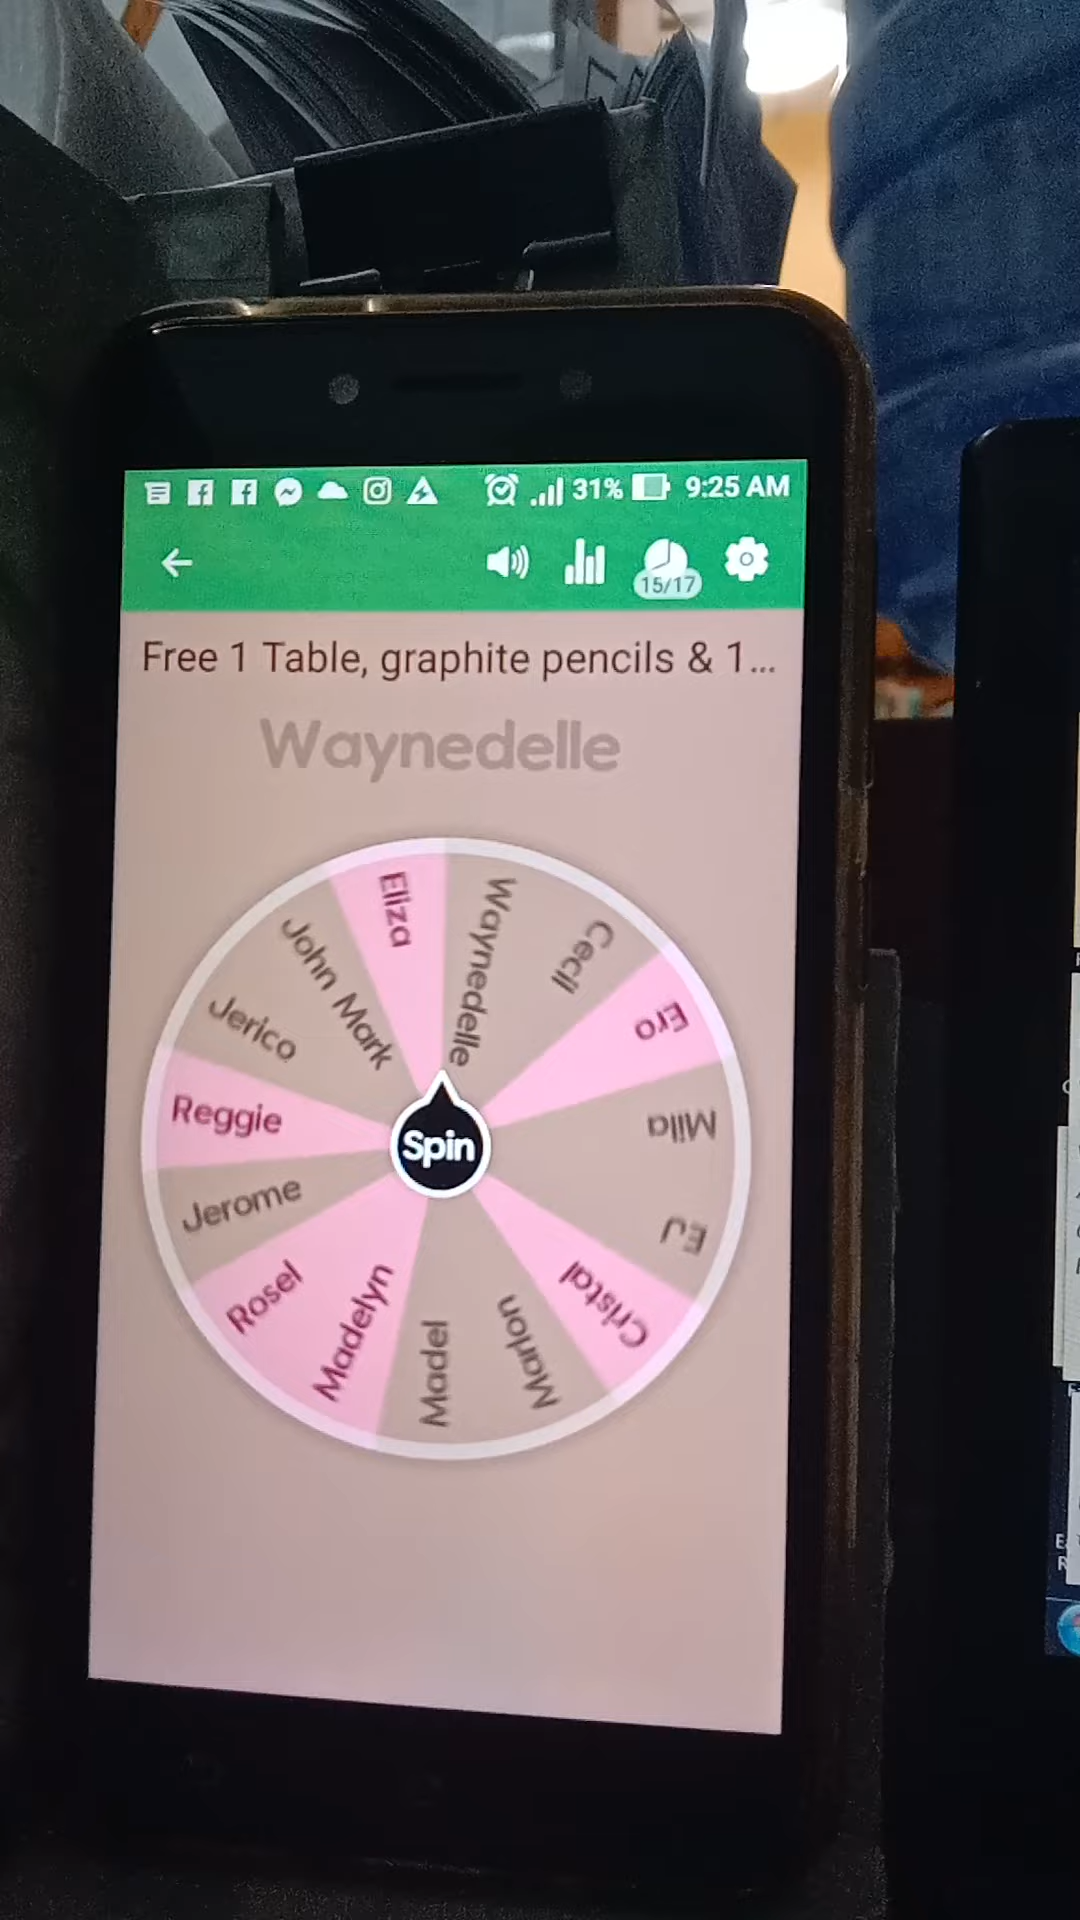 31% 9:25 AM
15/17
Free 1 Table, graphite pencils & 1...
Waynedelle
Eliza
Waynedelle
Cecil
Ero
Mila
EJ
Cristal
Marlon
Madel
Madelyn
Rosel
Jerome
Reggie
Jerico
John Mark
Spin